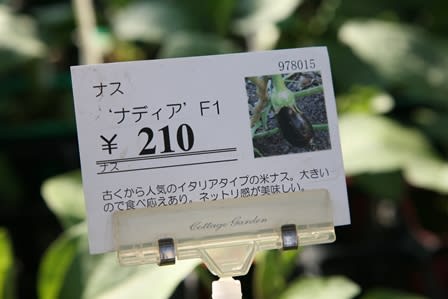 978015
ナス
‘ナディア’ F1
¥ 210
ナス
古くから人気のイタリアタイプの米ナス。大きい
ので食べ応えあり。ネットリ感が美味しい。
Cottage Garden